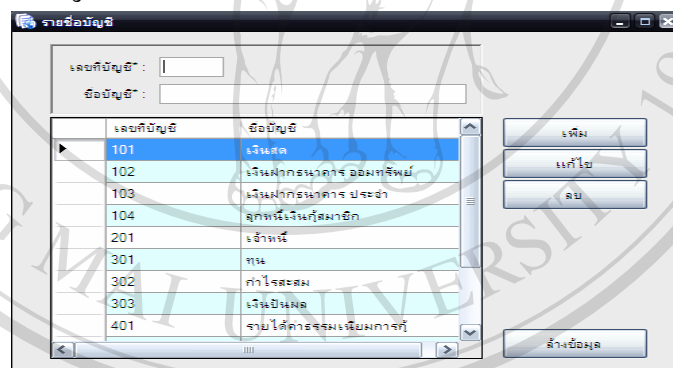 รายชื่อบัญชี
เลขที่บัญชี* :
ชื่อบัญชี* :
เลขที่บัญชี ชื่อบัญชี
101 เงินสด
102 เงินฝากธนาคาร ออมทรัพย์
103 เงินฝากธนาคาร ประจำ
104 ลูกหนี้เงินกู้สมาชิก
201 เจ้าหนี้
301 ทุน
302 กำไรสะสม
303 เงินปันผล
401 รายได้ค่าธรรมเนียมการกู้
เพิ่ม
แก้ไข
ลบ
ล้างข้อมูล
G MAI UNIVERSITY 19